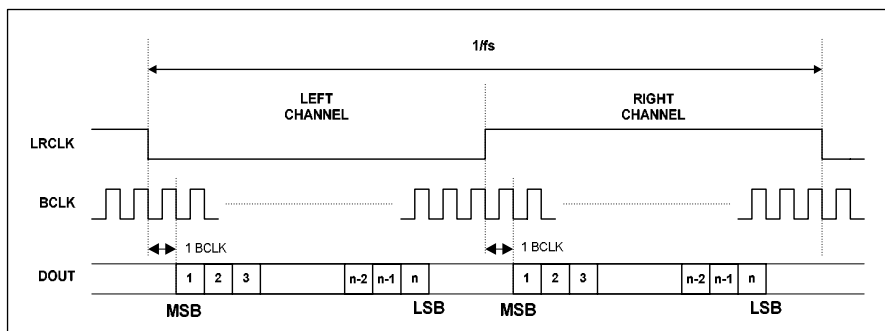 1/fs
LEFT
CHANNEL
RIGHT
CHANNEL
LRCLK
BCLK
1 BCLK
1 BCLK
DOUT
1 2 3 n-2 n-1 n 1 2 3 n-2 n-1 n
MSB LSB MSB LSB